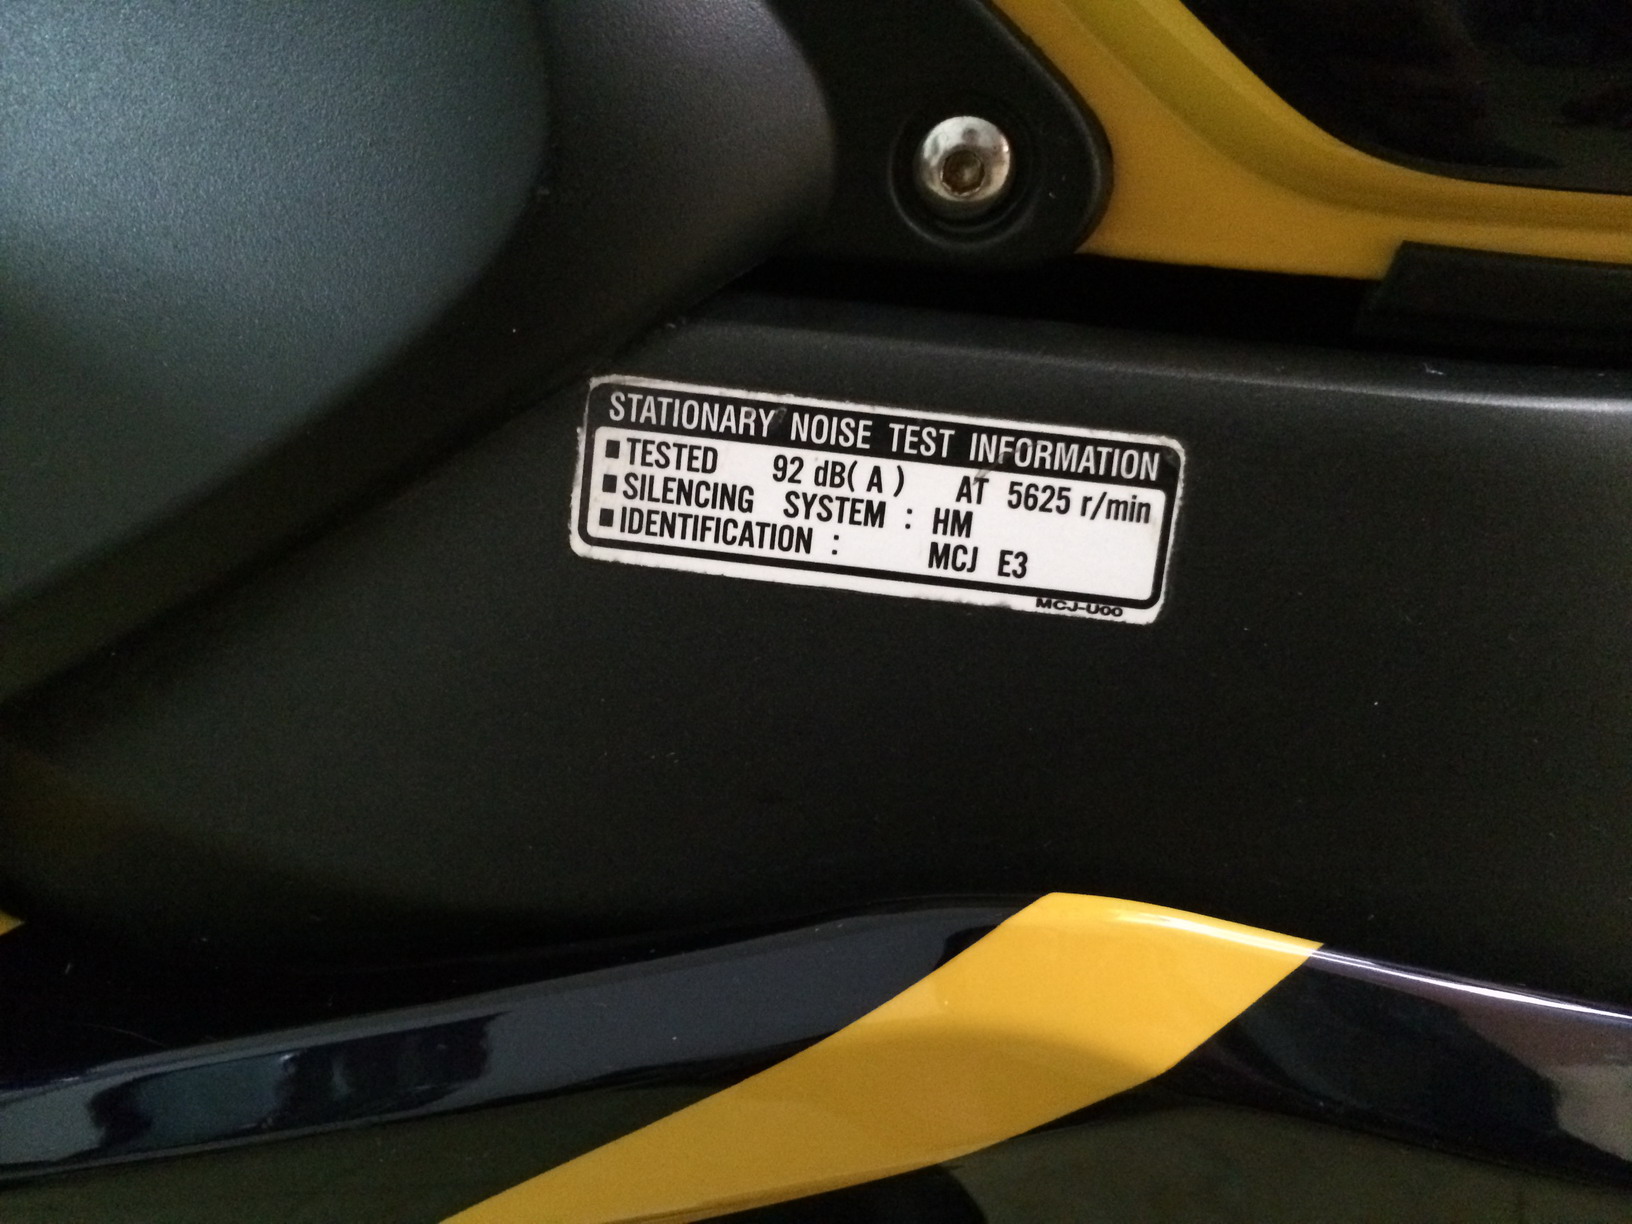 STATIONARY NOISE TEST INFORMATION
■ TESTED 92 dB( A ) AT 5625 r/min
■ SILENCING SYSTEM : HM
■ IDENTIFICATION : MCJ E3
MCJ-U00